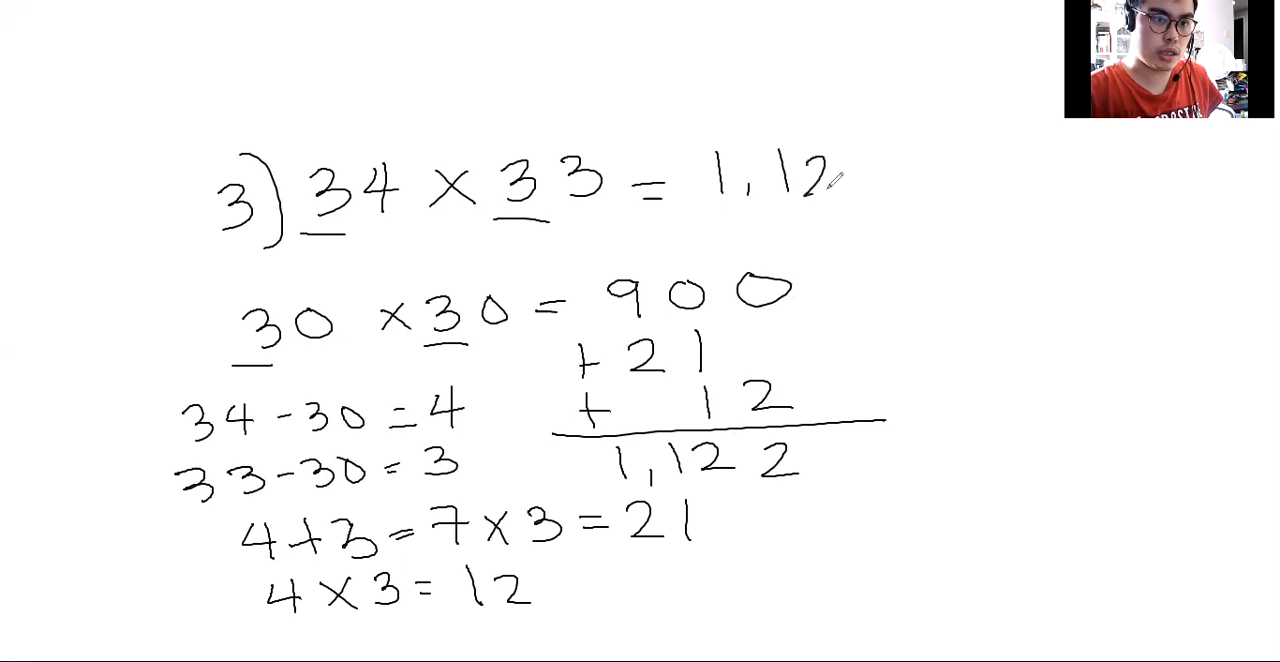 3) 34 × 33 = 1,12
30 × 30 = 900
+ 21
34 - 30 = 4
+ 12
33 - 30 = 3
1,122
4 + 3 = 7 × 3 = 21
4 × 3 = 12